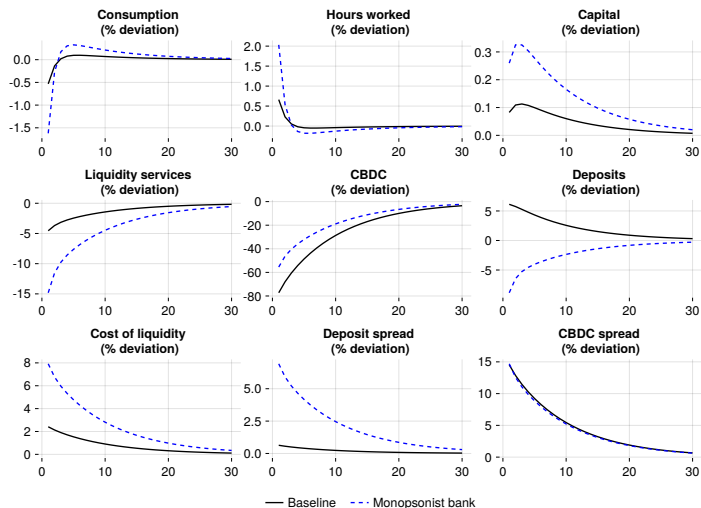 Consumption
(% deviation)
Hours worked
(% deviation)
Capital
(% deviation)
0.0
-0.5
-1.0
-1.5
0 10 20 30
2.0
1.5
1.0
0.5
0.0
0 10 20 30
0.3
0.2
0.1
0.0
0 10 20 30
Liquidity services
(% deviation)
CBDC
(% deviation)
Deposits
(% deviation)
0
-5
-10
-15
0 10 20 30
0
-20
-40
-60
-80
0 10 20 30
5
0
-5
0 10 20 30
Cost of liquidity
(% deviation)
Deposit spread
(% deviation)
CBDC spread
(% deviation)
8
6
4
2
0
0 10 20 30
5.0
2.5
0.0
0 10 20 30
15
10
5
0
0 10 20 30
Baseline Monopsonist bank